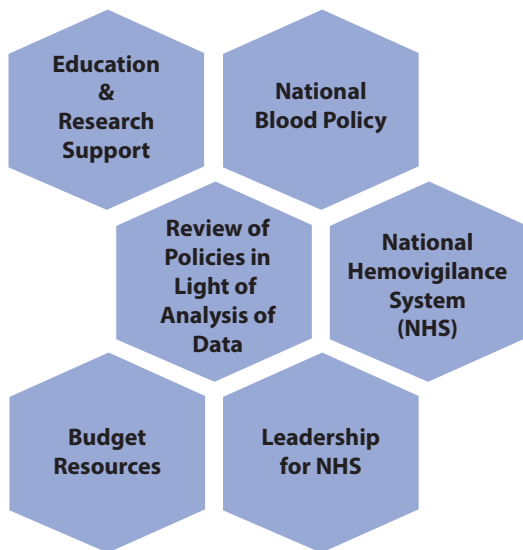 Education
&
Research
Support
National
Blood Policy
Review of
Policies in
Light of
Analysis of
Data
National
Hemovigilance
System
(NHS)
Budget
Resources
Leadership
for NHS